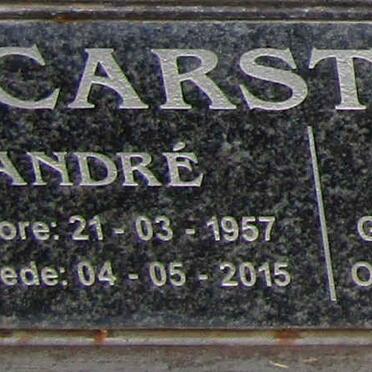 CARST
ANDRÉ
ore: 21 - 03 - 1957 G
ede: 04 - 05 - 2015 O